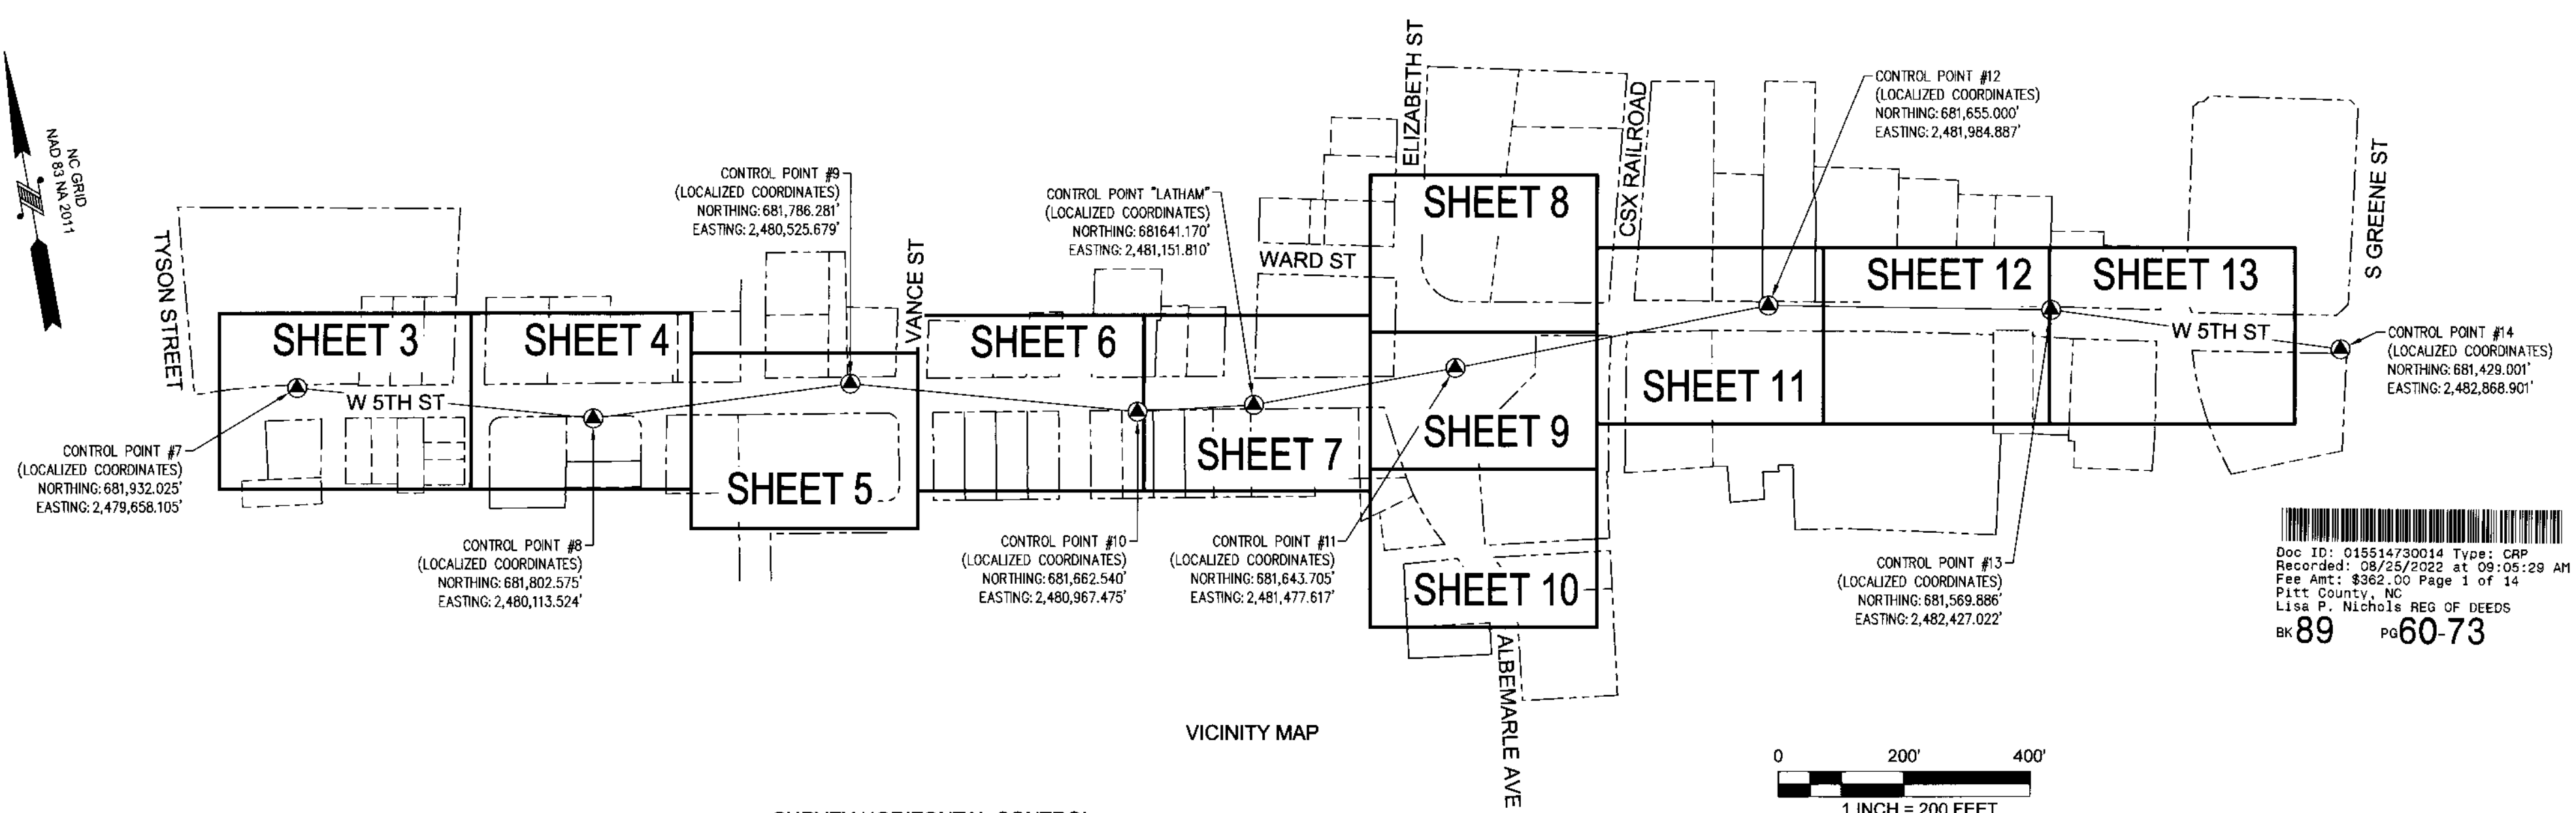 NC GRID
NAD 83 NA 2011
TYSON STREET
SHEET 3
W 5TH ST
CONTROL POINT #7
(LOCALIZED COORDINATES)
NORTHING: 681,932.025'
EASTING: 2,479,658.105'
SHEET 4
CONTROL POINT #8
(LOCALIZED COORDINATES)
NORTHING: 681,802.575'
EASTING: 2,480,113.524'
CONTROL POINT #9
(LOCALIZED COORDINATES)
NORTHING: 681,786.281'
EASTING: 2,480,525.679'
VANCE ST
SHEET 5
SHEET 6
CONTROL POINT #10
(LOCALIZED COORDINATES)
NORTHING: 681,662.540'
EASTING: 2,480,967.475'
CONTROL POINT "LATHAM"
(LOCALIZED COORDINATES)
NORTHING: 681641.170'
EASTING: 2,481,151.810'
WARD ST
SHEET 7
CONTROL POINT #11
(LOCALIZED COORDINATES)
NORTHING: 681,643.705'
EASTING: 2,481,477.617'
ELIZABETH ST
SHEET 8
SHEET 9
SHEET 10
ALBEMARLE AVE
CSX RAILROAD
SHEET 11
CONTROL POINT #12
(LOCALIZED COORDINATES)
NORTHING: 681,655.000'
EASTING: 2,481,984.887'
SHEET 12
SHEET 13
W 5TH ST
S GREENE ST
CONTROL POINT #13
(LOCALIZED COORDINATES)
NORTHING: 681,569.886'
EASTING: 2,482,427.022'
CONTROL POINT #14
(LOCALIZED COORDINATES)
NORTHING: 681,429.001'
EASTING: 2,482,868.901'
Doc ID: 015514730014 Type: CRP
Recorded: 08/25/2022 at 09:05:29 AM
Fee Amt: $362.00 Page 1 of 14
Pitt County, NC
Lisa P. Nichols REG OF DEEDS
BK 89 PG 60-73
VICINITY MAP
0 200' 400'
1 INCH = 200 FEET